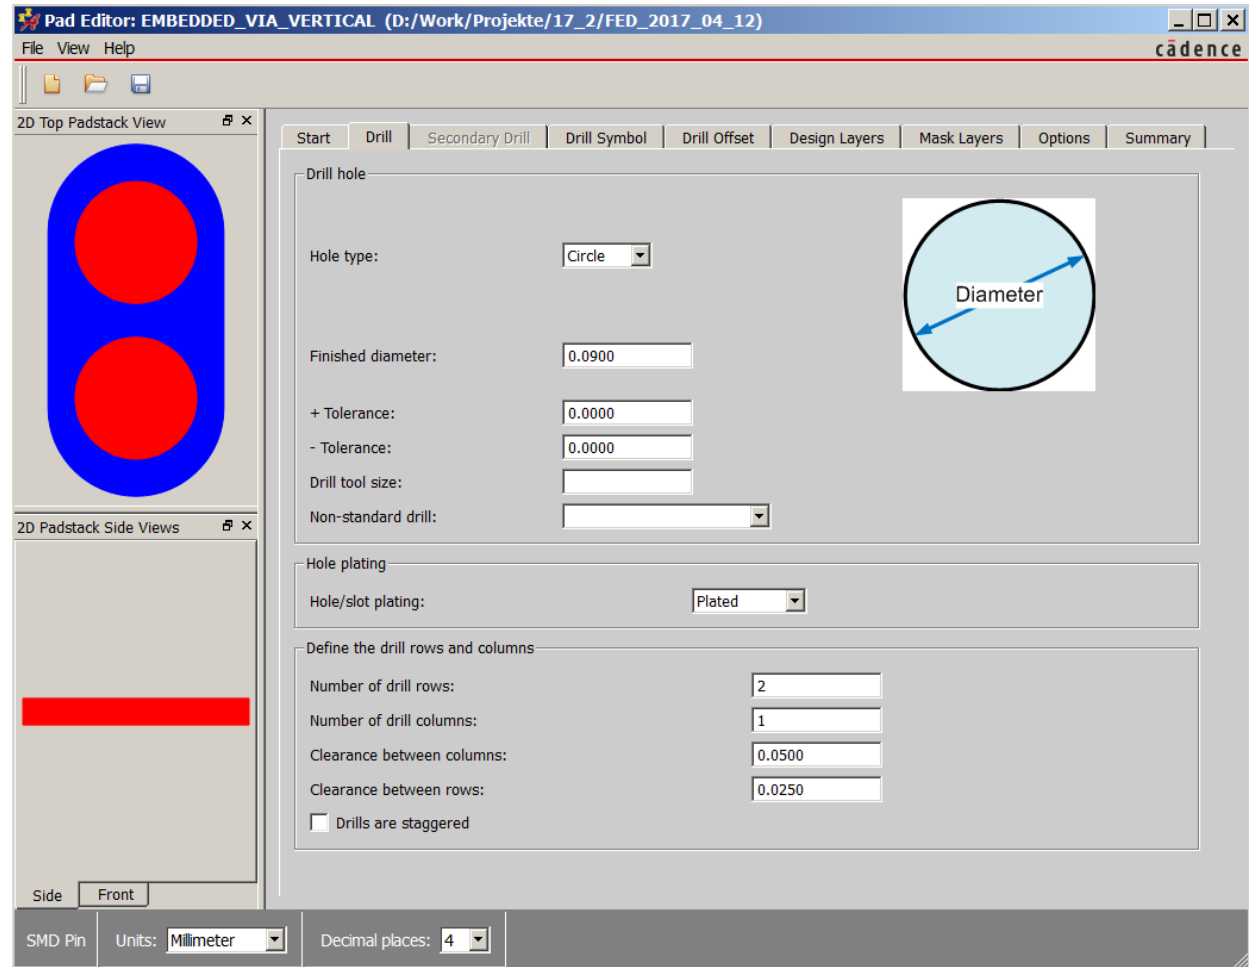 Pad Editor: EMBEDDED_VIA_VERTICAL (D:/Work/Projekte/17_2/FED_2017_04_12)
File View Help
cādence
2D Top Padstack View
Start Drill Secondary Drill Drill Symbol Drill Offset Design Layers Mask Layers Options Summary
Drill hole
Hole type: Circle
Diameter
Finished diameter: 0.0900
+ Tolerance: 0.0000
- Tolerance: 0.0000
Drill tool size:
Non-standard drill:
2D Padstack Side Views
Hole plating
Hole/slot plating: Plated
Define the drill rows and columns
Number of drill rows: 2
Number of drill columns: 1
Clearance between columns: 0.0500
Clearance between rows: 0.0250
Drills are staggered
Side Front
SMD Pin Units: Millimeter Decimal places: 4